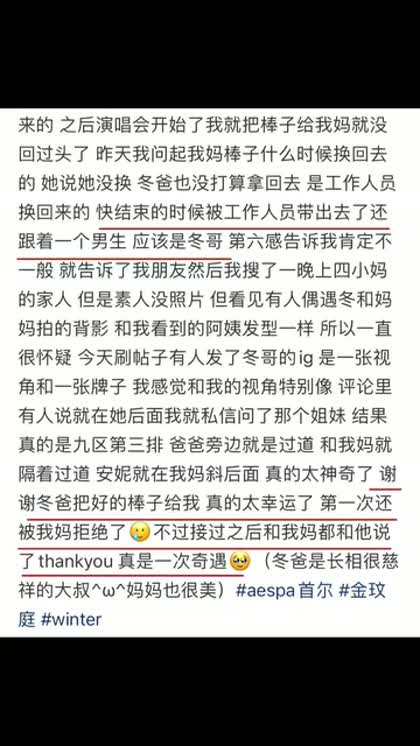 来的 之后演唱会开始了我就把棒子给我妈就没
回过头了 昨天我问起我妈棒子什么时候换回去
的 她说她没换 冬爸也没打算拿回去 是工作人员
换回来的 快结束的时候被工作人员带出去了还
跟着一个男生 应该是冬哥 第六感告诉我肯定不
一般 就告诉了我朋友然后我搜了一晚上四小妈
的家人 但是素人没照片 但看见有人偶遇冬和妈
妈拍的背影 和我看到的阿姨发型一样 所以一直
很怀疑 今天刷帖子有人发了冬哥的ig 是一张视
角和一张牌子 我感觉和我的视角特别像 评论里
有人说就在她后面我就私信问了那个姐妹 结果
真的是九区第三排 爸爸旁边就是过道 和我妈就
隔着过道 安妮就在我妈斜后面 真的太神奇了 谢
谢冬爸把好的棒子给我 真的太幸运了 第一次还
被我妈拒绝了🥲不过接过之后和我妈都和他说
了thankyou 真是一次奇遇🥹（冬爸是长相很慈
祥的大叔^ω^妈妈也很美）#aespa首尔 #金玟
庭 #winter